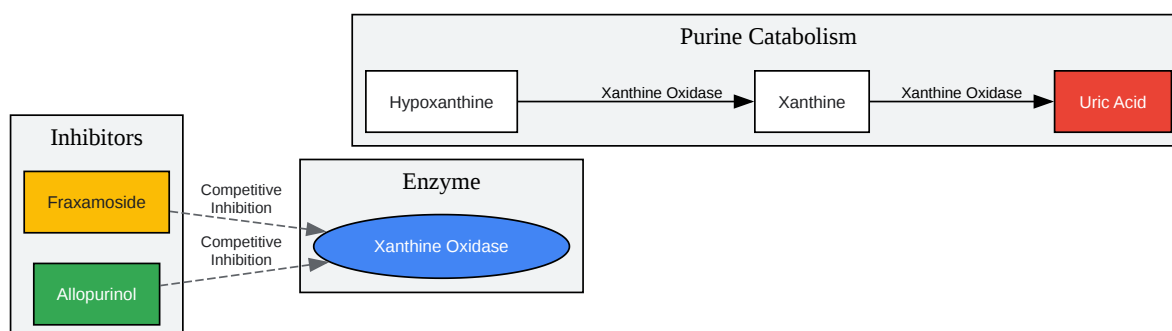 Purine Catabolism
Hypoxanthine
Xanthine Oxidase
Xanthine
Xanthine Oxidase
Uric Acid
Inhibitors
Fraxamoside
Allopurinol
Competitive
Inhibition
Competitive
Inhibition
Enzyme
Xanthine Oxidase